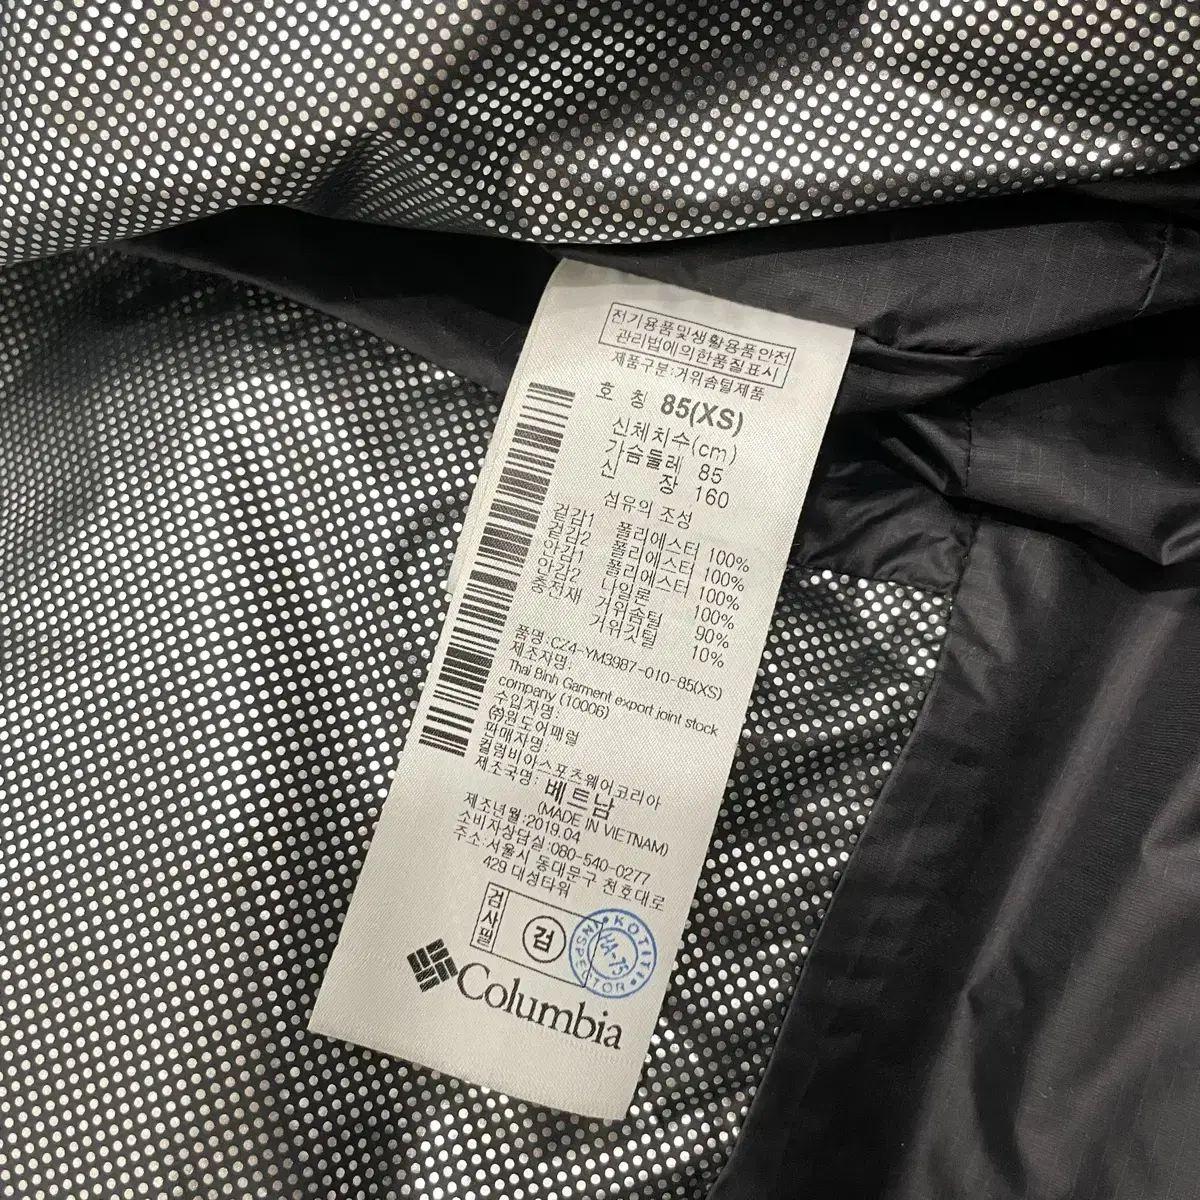 전기용품및생활용품안전
관리법에의한품질표시
제품구분:거위솜털제품
호 칭 85(XS)
신체치수(cm)
가슴둘레 85
신 장 160
섬유의 조성
겉감1 폴리에스터 100%
겉감2 폴리에스터 100%
안감1 폴리에스터 100%
안감2 나일론 100%
충전재 거위솜털 90%
거위깃털 10%
품명:CZ4-YM3987-010-85(XS)
제조자명:
Thai Binh Garment export joint stock
company (10006)
수입자명:
㈜원도어패럴
판매자명:
컬럼비아스포츠웨어코리아
제조국명: 베트남
(MADE IN VIETNAM)
제조년월:2019.04
소비자상담실:080-540-0277
주소:서울시 동대문구 천호대로
429 대성타워
검사필 검
KOTITI
HA-75
INSPECTOR
Columbia